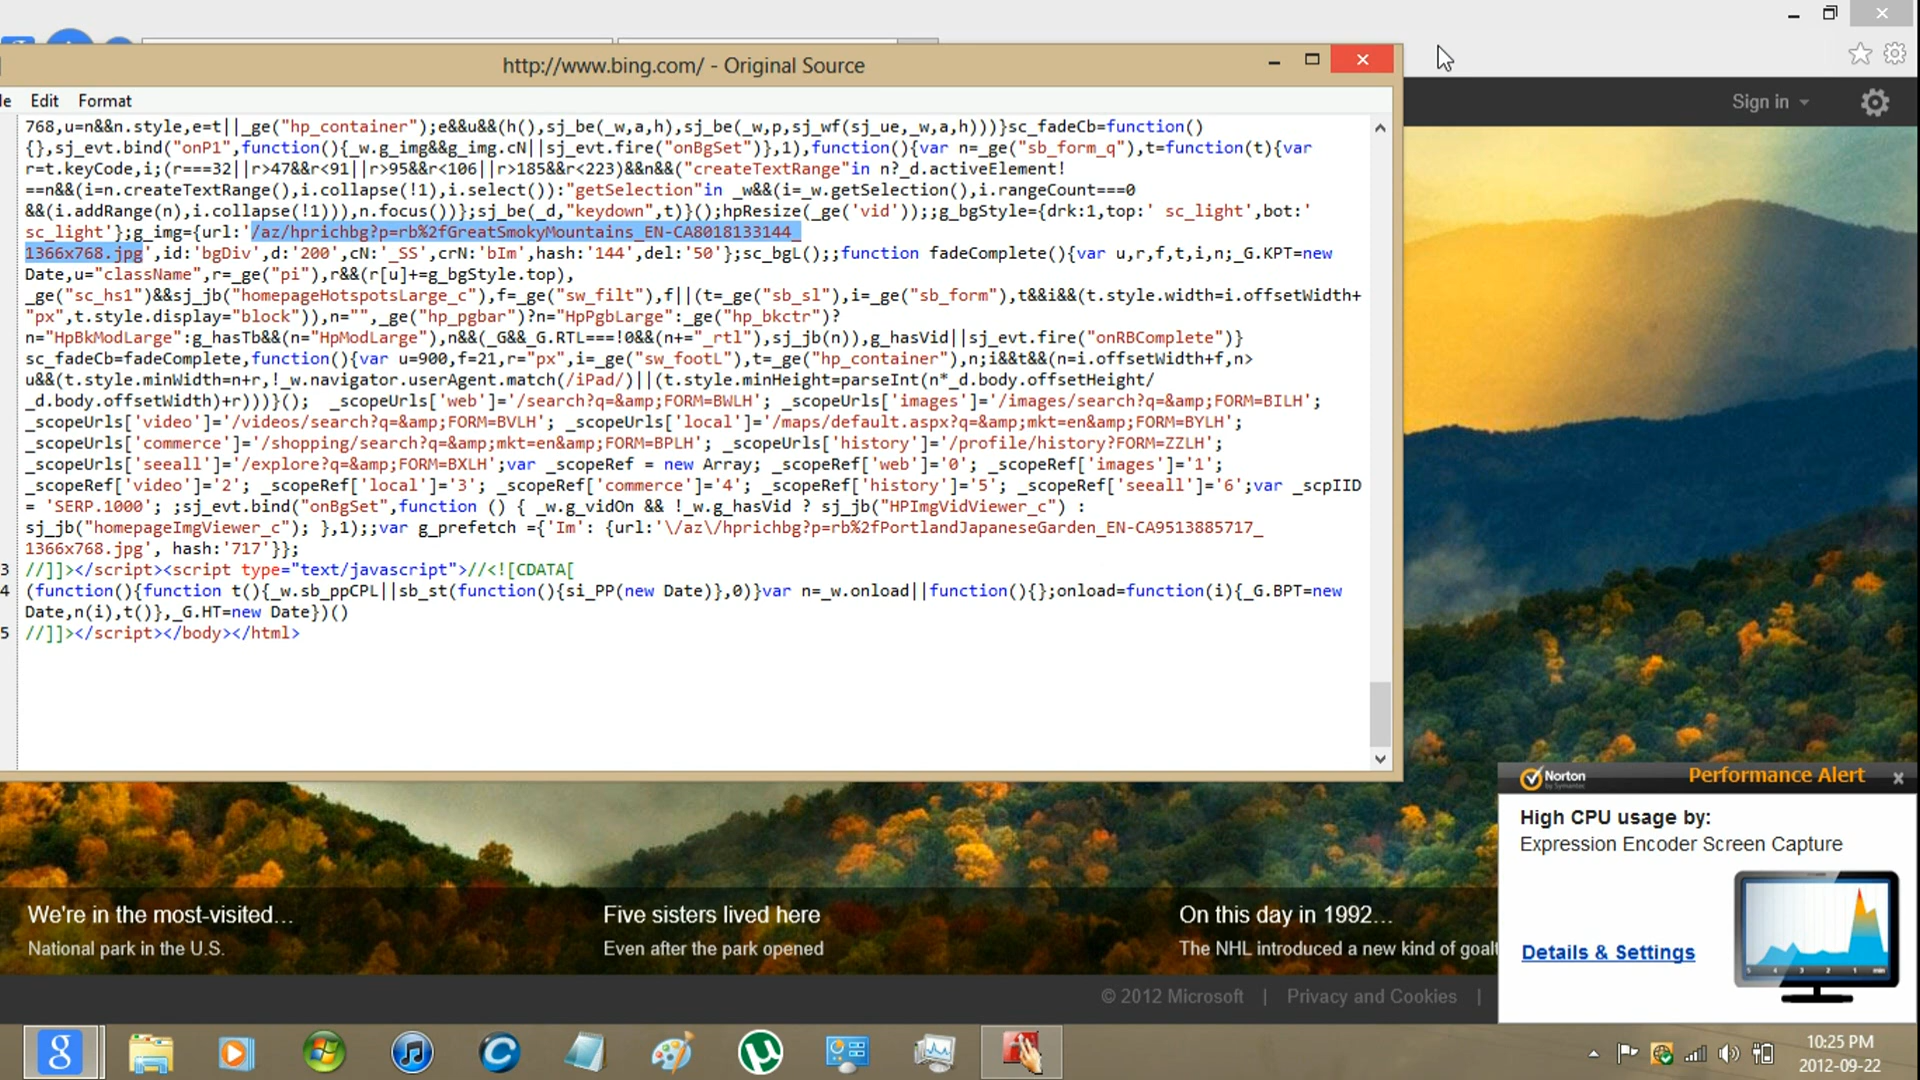 http://www.bing.com/ - Original Source
Edit Format
Sign in
768,u=n&&n.style,e=t||_ge("hp_container");e&&u&&(h(),sj_be(_w,a,h),sj_be(_w,p,sj_wf(sj_ue,_w,a,h)))}sc_fadeCb=function()
{},sj_evt.bind("onP1",function(){_w.g_img&&g_img.cN||sj_evt.fire("onBgSet")},1),function(){var n=_ge("sb_form_q"),t=function(t){var
r=t.keyCode,i;(r===32||r>47&&r<91||r>95&&r<106||r>185&&r<223)&&n&&("createTextRange"in n?_d.activeElement!
==n&&(i=n.createTextRange(),i.collapse(!1),i.select()):"getSelection"in _w&&(i=_w.getSelection(),i.rangeCount===0
&&(i.addRange(n),i.collapse(!1))),n.focus())};sj_be(_d,"keydown",t)}();hpResize(_ge('vid'));;g_bgStyle={drk:1,top:' sc_light',bot:'
sc_light'};g_img={url:'/az/hprichbg?p=rb%2fGreatSmokyMountains_EN-CA8018133144_
1366x768.jpg',id:'bgDiv',d:'200',cN:'_SS',crN:'bIm',hash:'144',del:'50'};sc_bgL();;function fadeComplete(){var u,r,f,t,i,n;_G.KPT=new
Date,u="className",r=_ge("pi"),r&&(r[u]+=g_bgStyle.top),
_ge("sc_hs1")&&sj_jb("homepageHotspotsLarge_c"),f=_ge("sw_filt"),f||(t=_ge("sb_sl"),i=_ge("sb_form"),t&&i&&(t.style.width=i.offsetWidth+
"px",t.style.display="block")),n="",_ge("hp_pgbar")?n="HpPgbLarge":_ge("hp_bkctr")?
n="HpBkModLarge":g_hasTb&&(n="HpModLarge"),n&&(_G&&_G.RTL===!0&&(n+="_rtl"),sj_jb(n)),g_hasVid||sj_evt.fire("onRBComplete")}
sc_fadeCb=fadeComplete,function(){var u=900,f=21,r="px",i=_ge("sw_footL"),t=_ge("hp_container"),n;i&&t&&(n=i.offsetWidth+f,n>
u&&(t.style.minWidth=n+r,!_w.navigator.userAgent.match(/iPad/)||(t.style.minHeight=parseInt(n*_d.body.offsetHeight/
_d.body.offsetWidth)+r)))}(); _scopeUrls['web']='/search?q=&amp;FORM=BWLH'; _scopeUrls['images']='/images/search?q=&amp;FORM=BILH';
_scopeUrls['video']='/videos/search?q=&amp;FORM=BVLH'; _scopeUrls['local']='/maps/default.aspx?q=&amp;mkt=en&amp;FORM=BYLH';
_scopeUrls['commerce']='/shopping/search?q=&amp;mkt=en&amp;FORM=BPLH'; _scopeUrls['history']='/profile/history?FORM=ZZLH';
_scopeUrls['seeall']='/explore?q=&amp;FORM=BXLH';var _scopeRef = new Array; _scopeRef['web']='0'; _scopeRef['images']='1';
_scopeRef['video']='2'; _scopeRef['local']='3'; _scopeRef['commerce']='4'; _scopeRef['history']='5'; _scopeRef['seeall']='6';var _scpIID
= 'SERP.1000'; ;sj_evt.bind("onBgSet",function () { _w.g_vidOn && !_w.g_hasVid ? sj_jb("HPImgVidViewer_c") :
sj_jb("homepageImgViewer_c"); },1);;var g_prefetch ={'Im': {url:'\/az\/hprichbg?p=rb%2fPortlandJapaneseGarden_EN-CA9513885717_
1366x768.jpg', hash:'717'}};
3 //]]></script><script type="text/javascript">//<![CDATA[
4 (function(){function t(){_w.sb_ppCPL||sb_st(function(){si_PP(new Date)},0)}var n=_w.onload||function(){};onload=function(i){_G.BPT=new
Date,n(i),t()},_G.HT=new Date})()
5 //]]></script></body></html>
Norton
by Symantec
Performance Alert
High CPU usage by:
Expression Encoder Screen Capture
Details & Settings
We're in the most-visited...
National park in the U.S.
Five sisters lived here
Even after the park opened
On this day in 1992...
The NHL introduced a new kind of
© 2012 Microsoft | Privacy and Cookies |
10:25 PM
2012-09-22